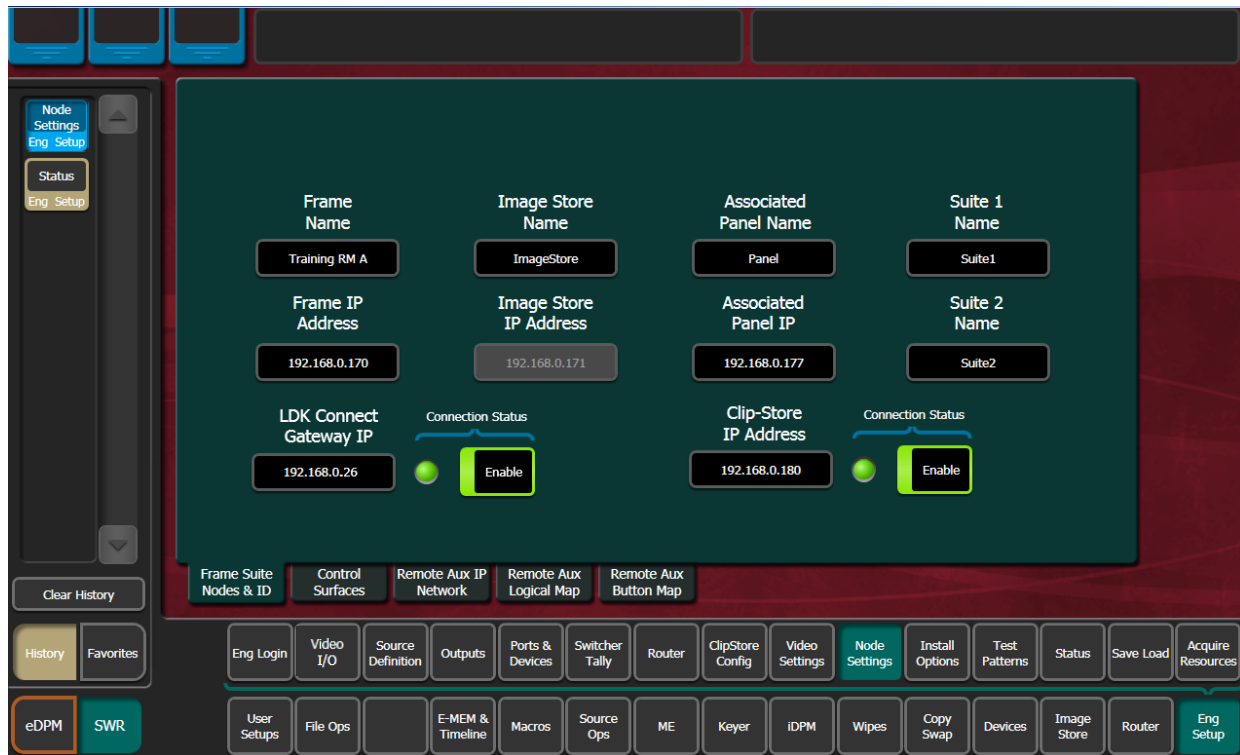 Node
Settings
Eng Setup
Status
Eng Setup
Frame
Name
Image Store
Name
Associated
Panel Name
Suite 1
Name
Training RM A
ImageStore
Panel
Suite1
Frame IP
Address
Image Store
IP Address
Associated
Panel IP
Suite 2
Name
192.168.0.170
192.168.0.171
192.168.0.177
Suite2
LDK Connect
Gateway IP
Connection Status
Clip-Store
IP Address
Connection Status
192.168.0.26
Enable
192.168.0.180
Enable
Frame Suite
Nodes & ID
Control
Surfaces
Remote Aux IP
Network
Remote Aux
Logical Map
Remote Aux
Button Map
Clear History
History
Favorites
Eng Login
Video
I/O
Source
Definition
Outputs
Ports &
Devices
Switcher
Tally
Router
ClipStore
Config
Video
Settings
Node
Settings
Install
Options
Test
Patterns
Status
Save Load
Acquire
Resources
eDPM
SWR
User
Setups
File Ops
E-MEM &
Timeline
Macros
Source
Ops
ME
Keyer
iDPM
Wipes
Copy
Swap
Devices
Image
Store
Router
Eng
Setup